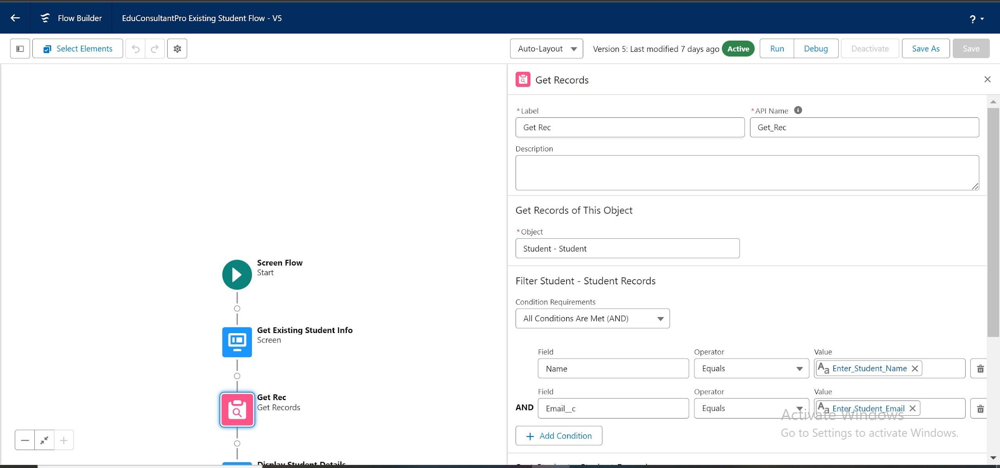 Flow Builder
EduConsultantPro Existing Student Flow - V5
?
Select Elements
Auto-Layout
Version 5: Last modified 7 days ago
Active
Run
Debug
Deactivate
Save As
Save
Get Records
* Label
* API Name
Get Rec
Get_Rec
Description
Get Records of This Object
* Object
Student - Student
Filter Student - Student Records
Condition Requirements
All Conditions Are Met (AND)
Field
Operator
Value
Name
Equals
Aa Enter_Student_Name
Field
Operator
Value
AND
Email__c
Equals
Aa Enter_Student_Email
Add Condition
Activate Windows
Go to Settings to activate Windows.
Screen Flow
Start
Get Existing Student Info
Screen
Get Rec
Get Records
Display Student Details